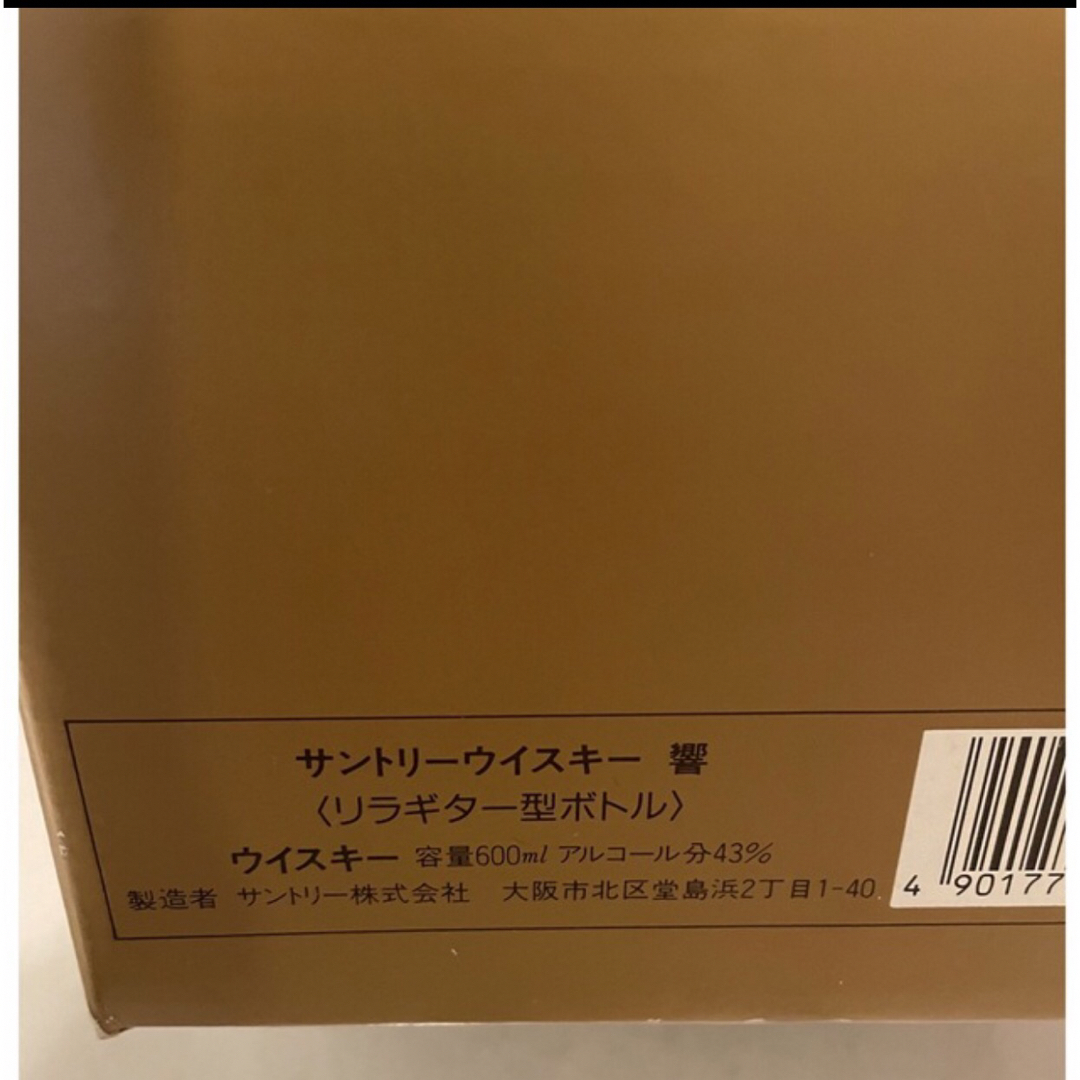 サントリーウイスキー 響
〈リラギター型ボトル〉
ウイスキー 容量600ml アルコール分43%
製造者 サントリー株式会社 大阪市北区堂島浜2丁目1-40
4 90177